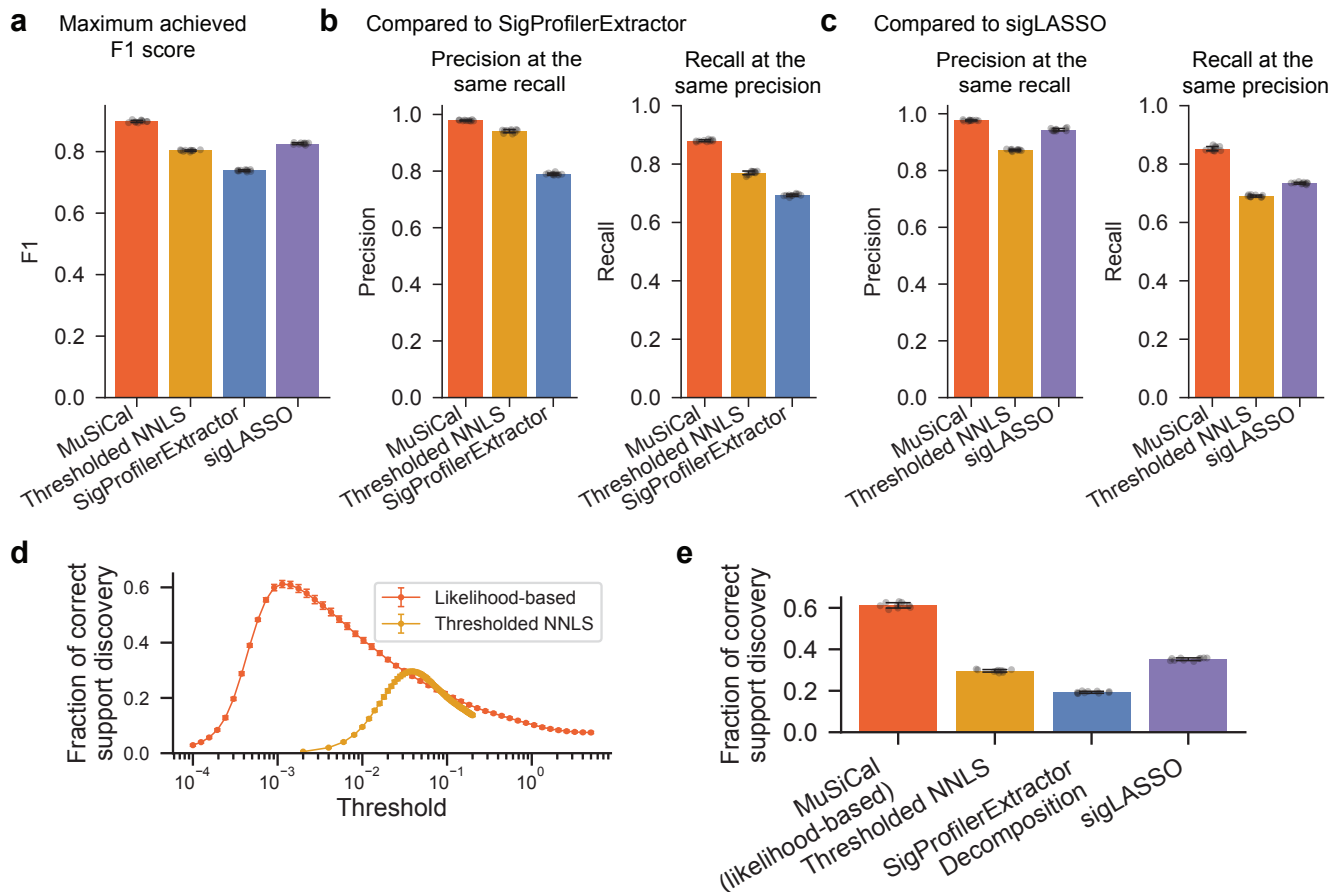 a
Maximum achieved
F1 score
F1
0.8
0.6
0.4
0.2
0.0
MuSiCal
Thresholded NNLS
SigProfilerExtractor
sigLASSO
b
Compared to SigProfilerExtractor
Precision at the
same recall
Precision
1.0
0.8
0.6
0.4
0.2
0.0
MuSiCal
Thresholded NNLS
SigProfilerExtractor
Recall at the
same precision
Recall
1.0
0.8
0.6
0.4
0.2
0.0
MuSiCal
Thresholded NNLS
SigProfilerExtractor
c
Compared to sigLASSO
Precision at the
same recall
Precision
1.0
0.8
0.6
0.4
0.2
0.0
MuSiCal
Thresholded NNLS
sigLASSO
Recall at the
same precision
Recall
1.0
0.8
0.6
0.4
0.2
0.0
MuSiCal
Thresholded NNLS
sigLASSO
d
Fraction of correct
support discovery
0.6
0.4
0.2
0.0
Likelihood-based
Thresholded NNLS
10⁻⁴ 10⁻³ 10⁻² 10⁻¹ 10⁰
Threshold
e
Fraction of correct
support discovery
0.6
0.4
0.2
0.0
MuSiCal
(likelihood-based)
Thresholded NNLS
SigProfilerExtractor
Decomposition
sigLASSO